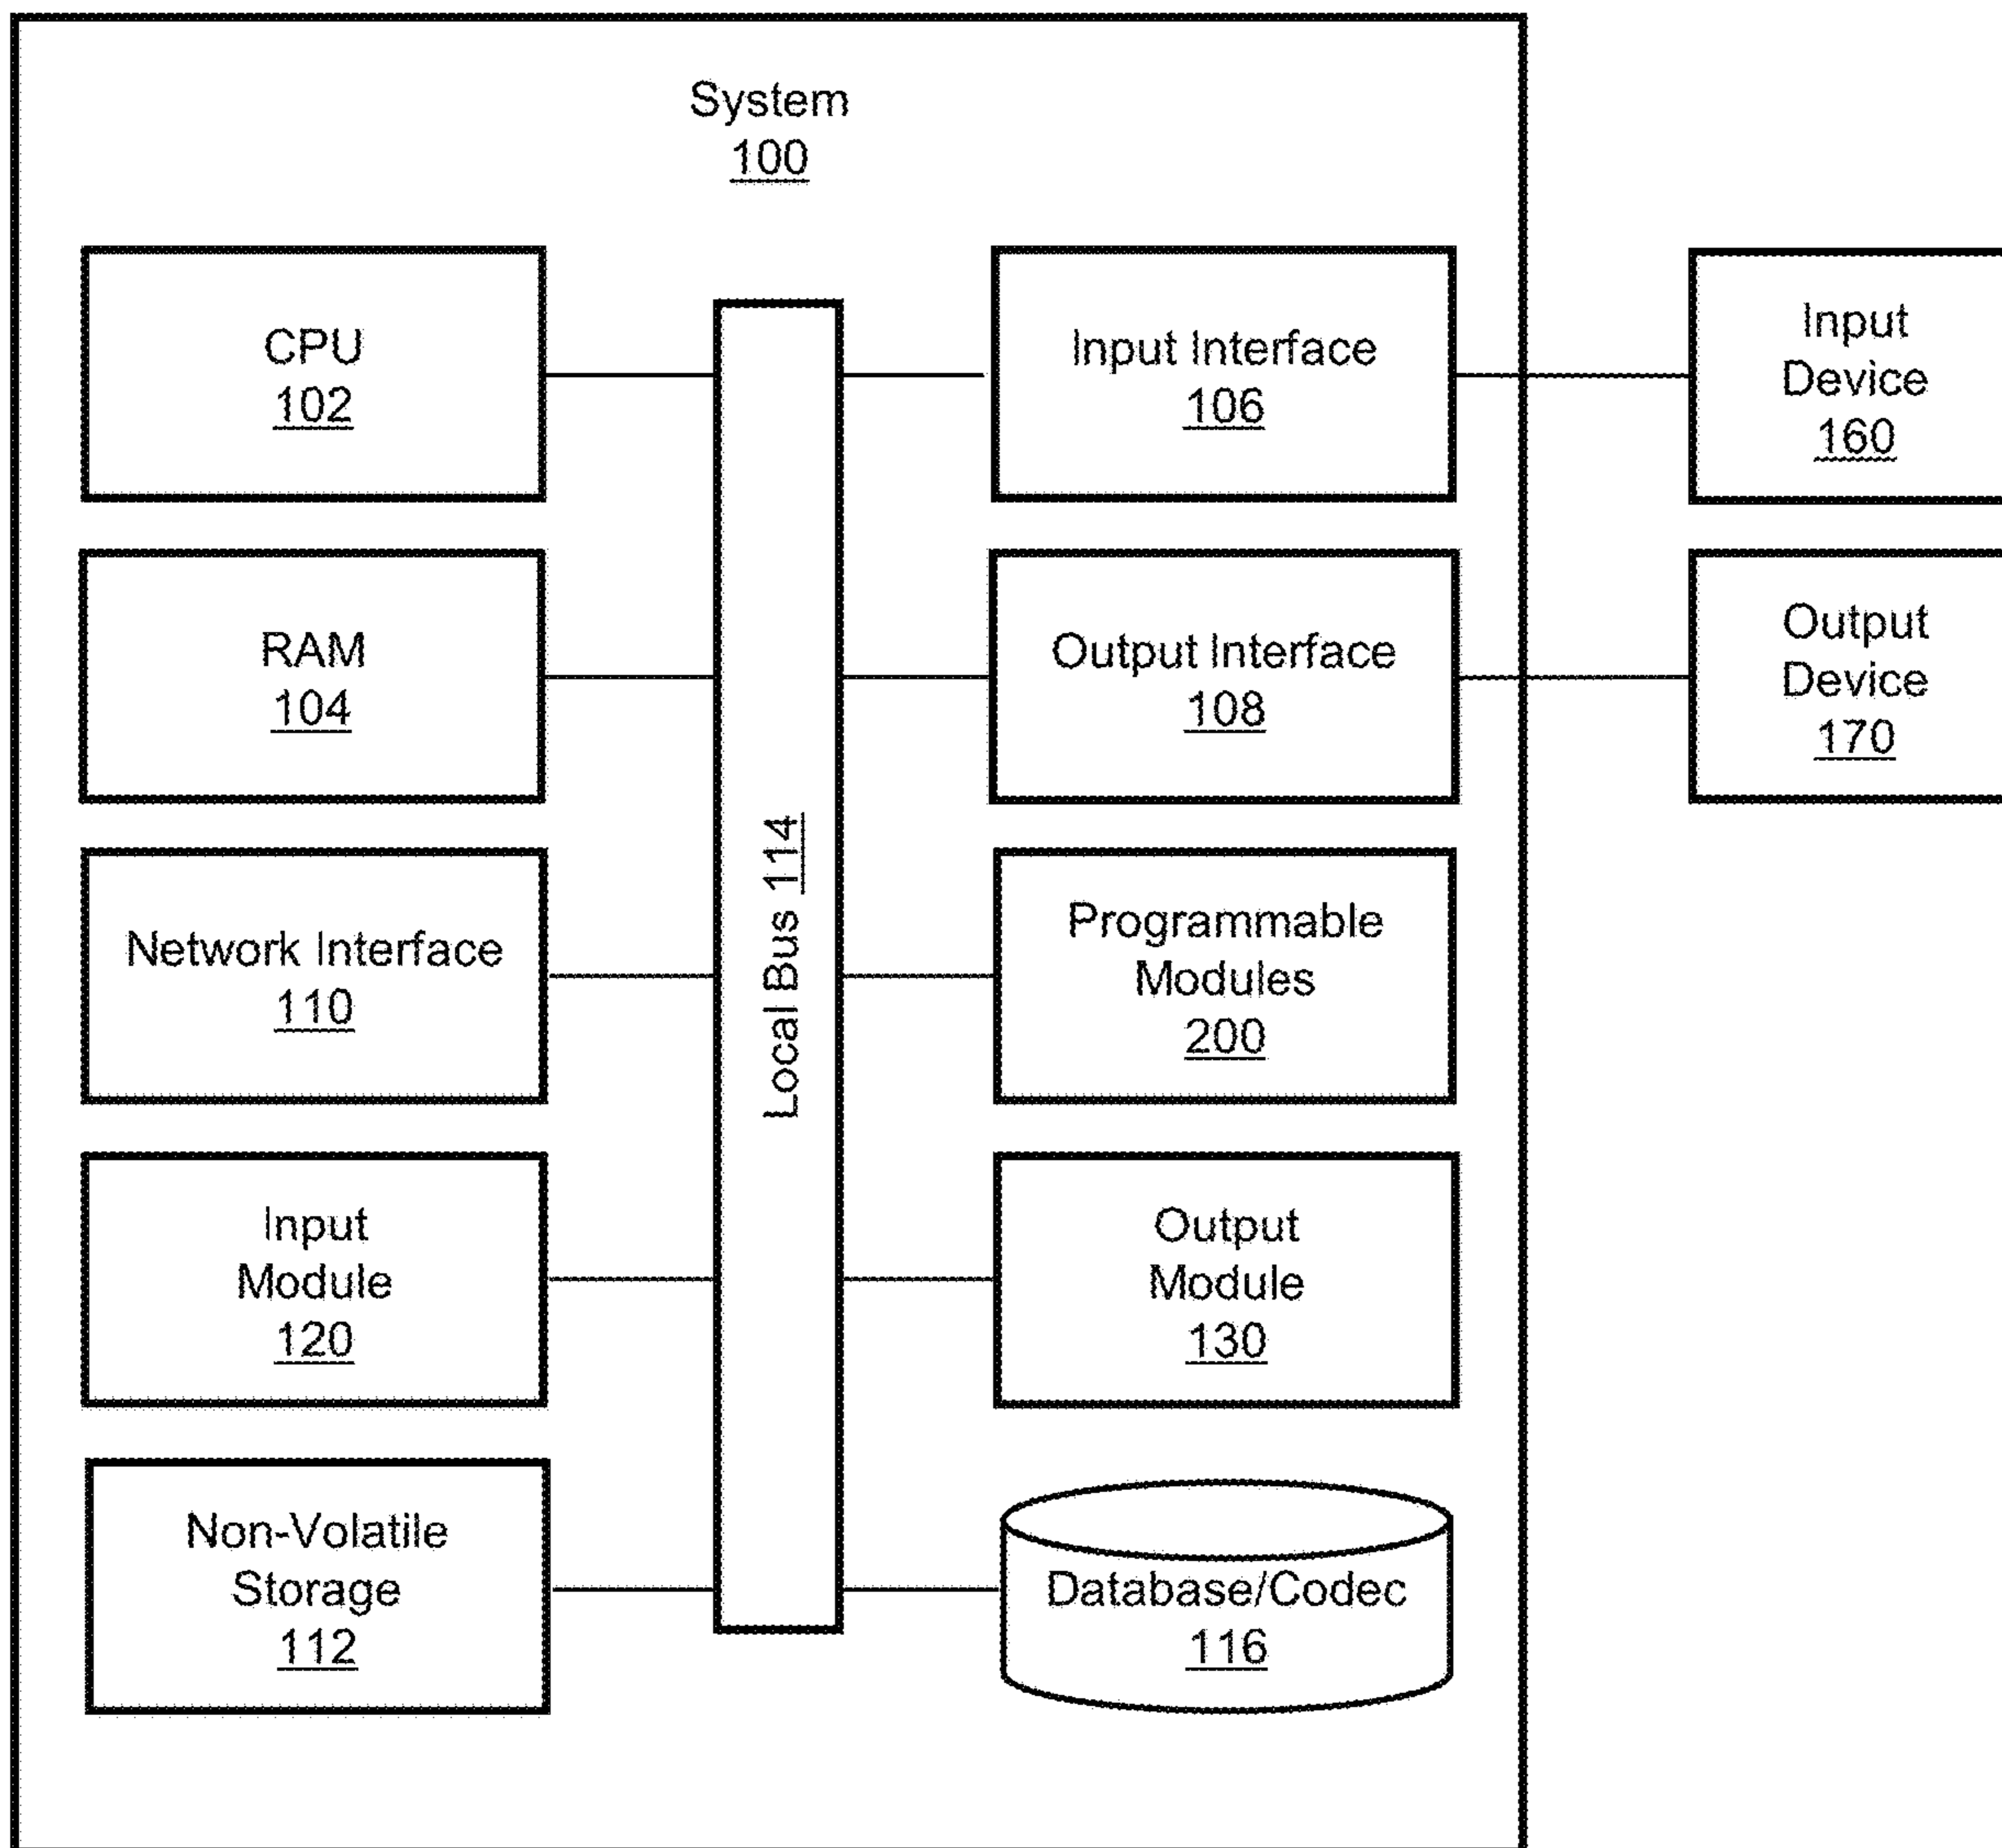 System
100
CPU
102
Input Interface
106
Input
Device
160
RAM
104
Output Interface
108
Output
Device
170
Local Bus 114
Network Interface
110
Programmable
Modules
200
Input
Module
120
Output
Module
130
Non-Volatile
Storage
112
Database/Codec
116